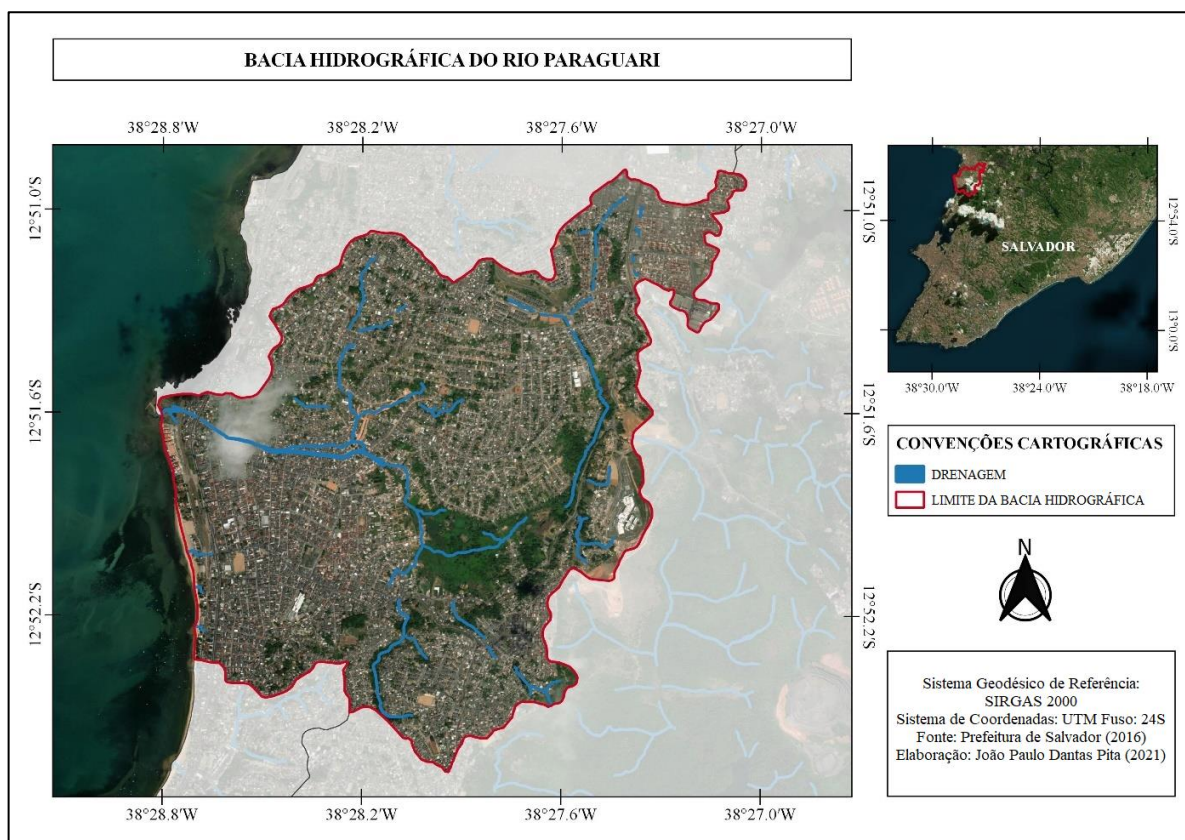 BACIA HIDROGRÁFICA DO RIO PARAGUARI
38°28.8'W 38°28.2'W 38°27.6'W 38°27.0'W
12°51.0'S
12°51.6'S
12°52.2'S
12°51.0'S
12°51.6'S
12°52.2'S
38°28.8'W 38°28.2'W 38°27.6'W 38°27.0'W
SALVADOR
12°54.0'S
13°0.0'S
38°30.0'W 38°24.0'W 38°18.0'W
CONVENÇÕES CARTOGRÁFICAS
DRENAGEM
LIMITE DA BACIA HIDROGRÁFICA
N
Sistema Geodésico de Referência:
SIRGAS 2000
Sistema de Coordenadas: UTM Fuso: 24S
Fonte: Prefeitura de Salvador (2016)
Elaboração: João Paulo Dantas Pita (2021)